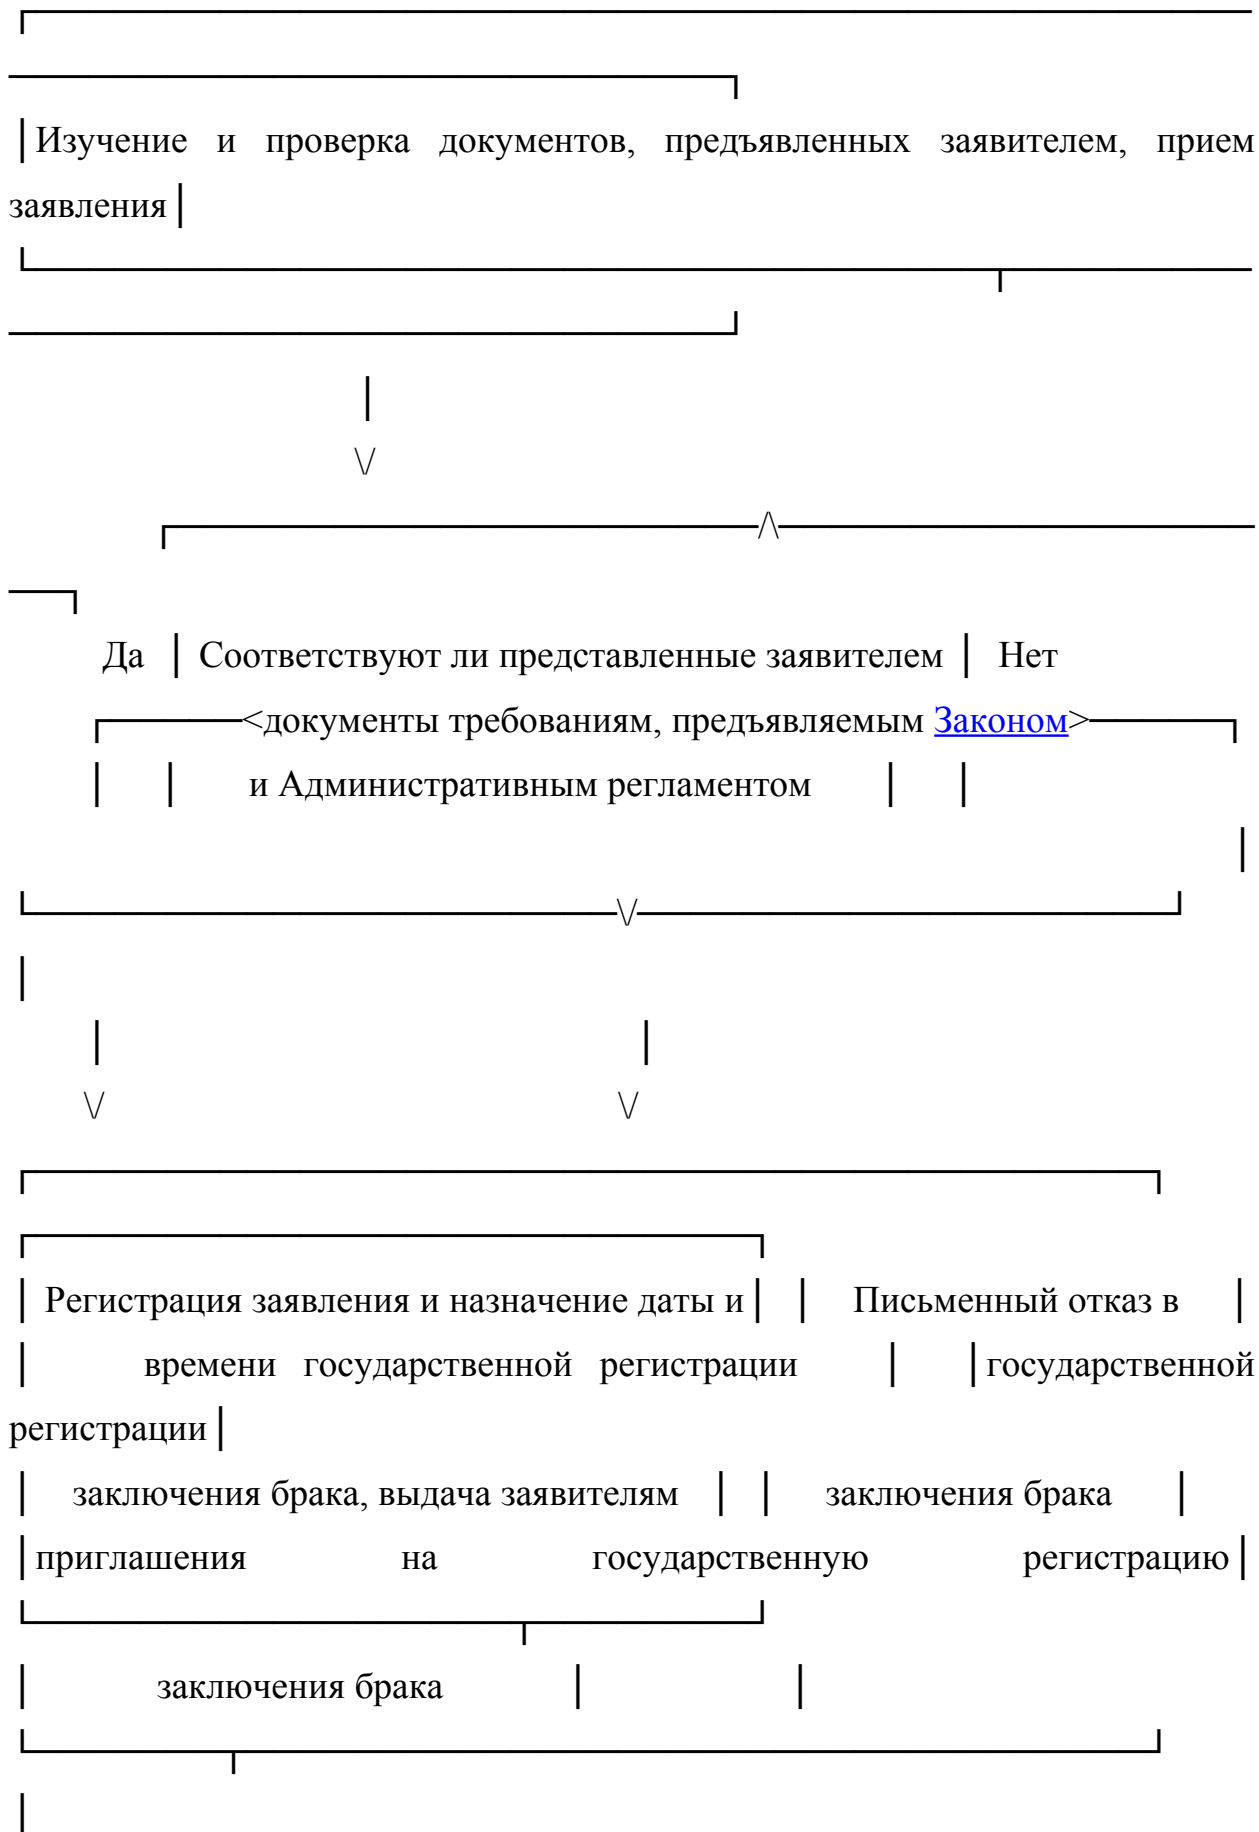 Изучение и проверка документов, предъявленных заявителем, прием
заявления
Да Соответствуют ли представленные заявителем Нет
<документы требованиям, предъявляемым Законом>
и Административным регламентом
Регистрация заявления и назначение даты и Письменный отказ в
времени государственной регистрации государственной
регистрации
заключения брака, выдача заявителям заключения брака
приглашения на государственную регистрацию
заключения брака